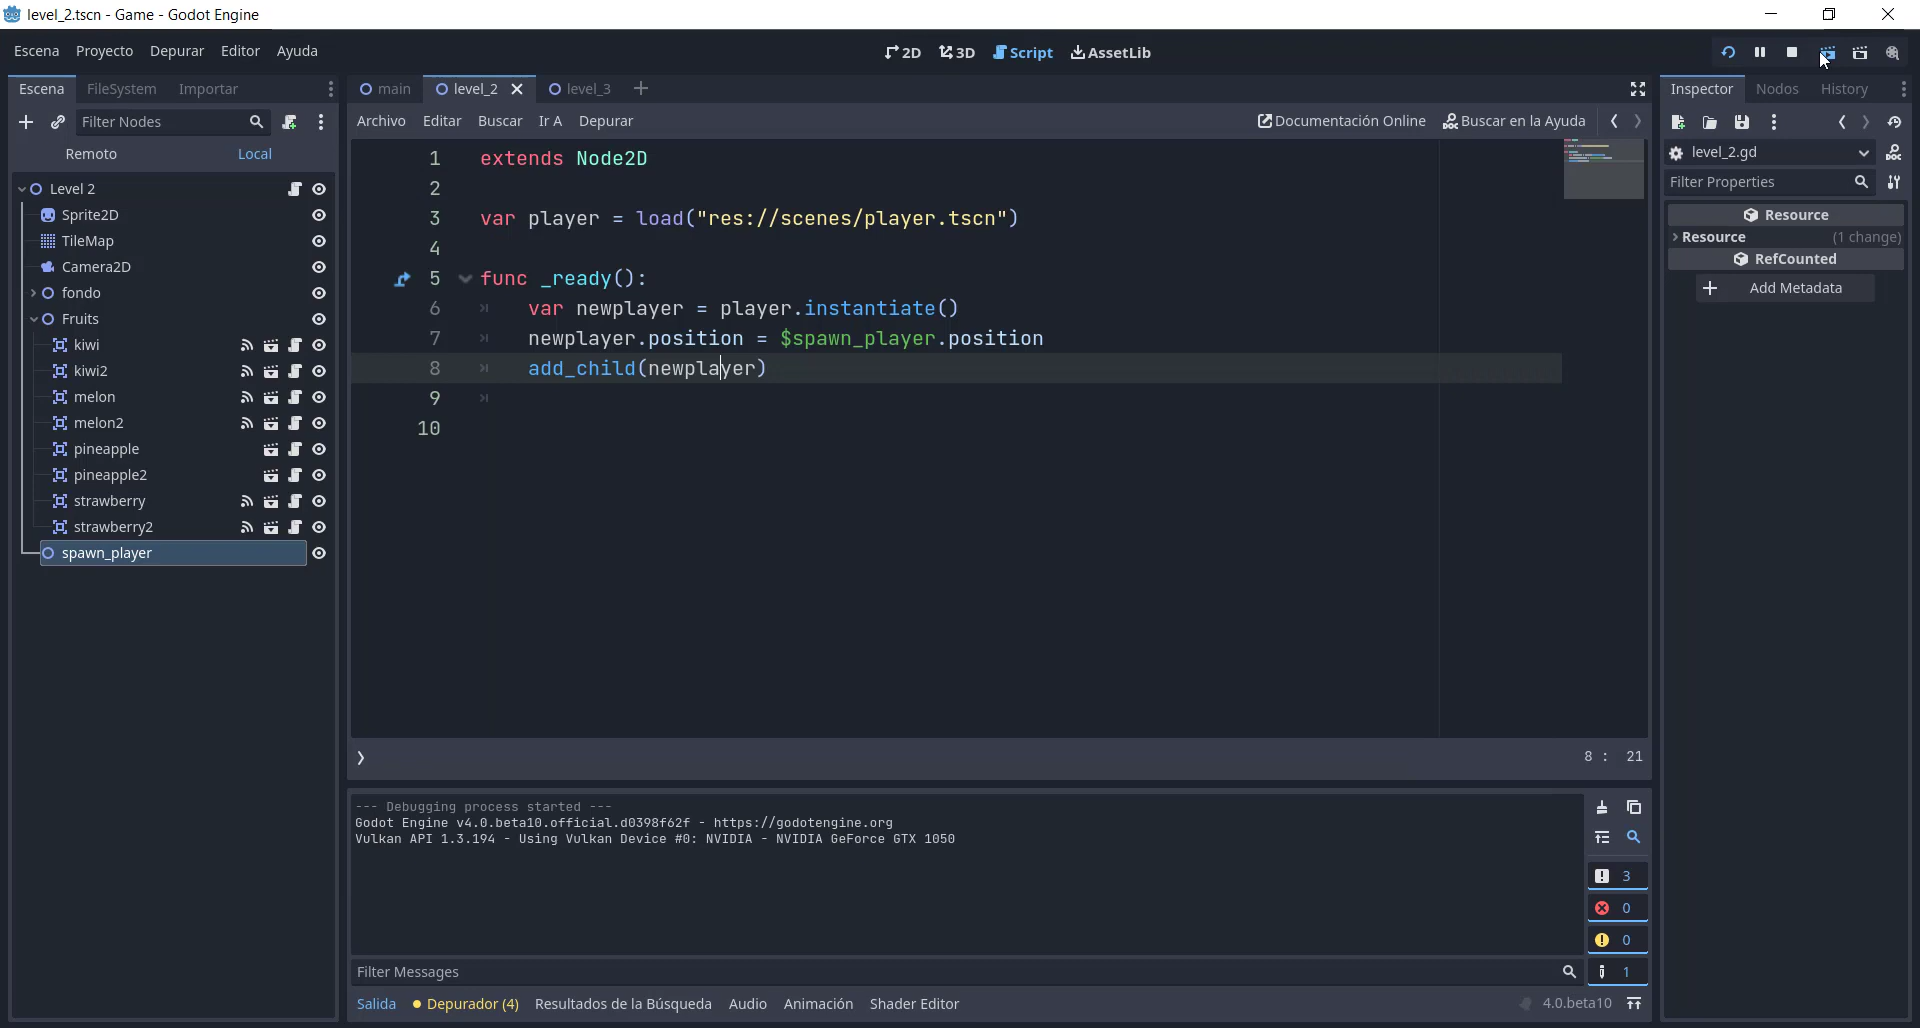 level_2.tscn - Game - Godot Engine
Escena Proyecto Depurar Editor Ayuda
2D 3D Script AssetLib
Escena FileSystem Importar
main level_2 level_3
Inspector Nodos History
Filter Nodes
Archivo Editar Buscar Ir A Depurar
Documentación Online Buscar en la Ayuda
Remoto Local
level_2.gd
Filter Properties
Resource
Resource (1 change)
RefCounted
Add Metadata
Level 2
Sprite2D
TileMap
Camera2D
fondo
Fruits
kiwi
kiwi2
melon
melon2
pineapple
pineapple2
strawberry
strawberry2
spawn_player
1 extends Node2D
2
3 var player = load("res://scenes/player.tscn")
4
5 func _ready():
6 var newplayer = player.instantiate()
7 newplayer.position = $spawn_player.position
8 add_child(newplayer)
9
10
8 : 21
--- Debugging process started ---
Godot Engine v4.0.beta10.official.d0398f62f - https://godotengine.org
Vulkan API 1.3.194 - Using Vulkan Device #0: NVIDIA - NVIDIA GeForce GTX 1050
3
0
0
1
Filter Messages
Salida Depurador (4) Resultados de la Búsqueda Audio Animación Shader Editor
4.0.beta10